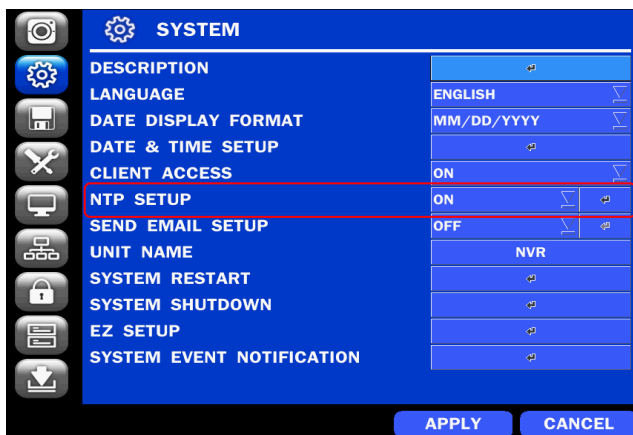 SYSTEM
DESCRIPTION
LANGUAGE ENGLISH
DATE DISPLAY FORMAT MM/DD/YYYY
DATE & TIME SETUP
CLIENT ACCESS ON
NTP SETUP ON
SEND EMAIL SETUP OFF
UNIT NAME NVR
SYSTEM RESTART
SYSTEM SHUTDOWN
EZ SETUP
SYSTEM EVENT NOTIFICATION
APPLY CANCEL